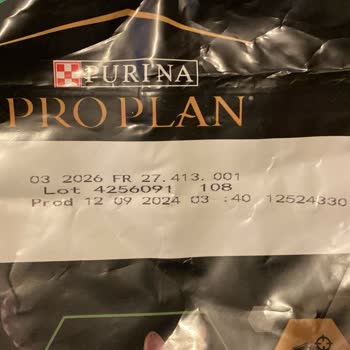 PURINA
PRO PLAN®
03 2026 FR 27.413.001
Lot 4256091 108
Prod 12 09 2024 03 :40 12524330